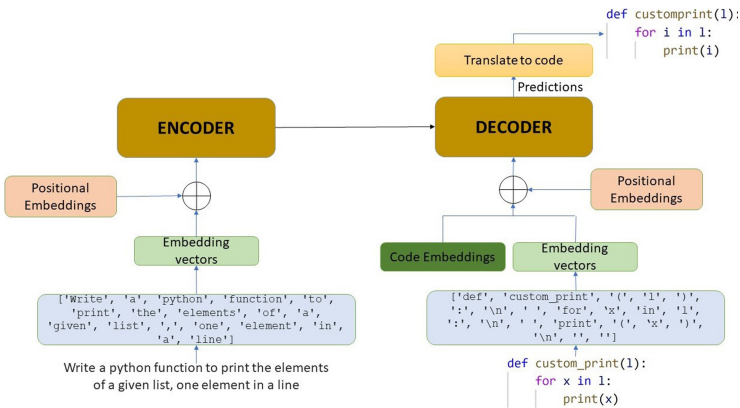 def customprint(l):
for i in l:
print(i)
Translate to code
Predictions
ENCODER
DECODER
Positional
Embeddings
Positional
Embeddings
Embedding
vectors
Code Embeddings
Embedding
vectors
['Write', 'a', 'python', 'function', 'to',
'print', 'the', 'elements', 'of', 'a',
'given', 'list', ',', 'one', 'element', 'in',
'a', 'line']
['def', 'custom_print', '(', 'l', ')',
':', '\n', ' ', 'for', 'x', 'in', 'l',
':', '\n', ' ', 'print', '(', 'x', ')',
'\n', '', '']
Write a python function to print the elements
of a given list, one element in a line
def custom_print(l):
for x in l:
print(x)